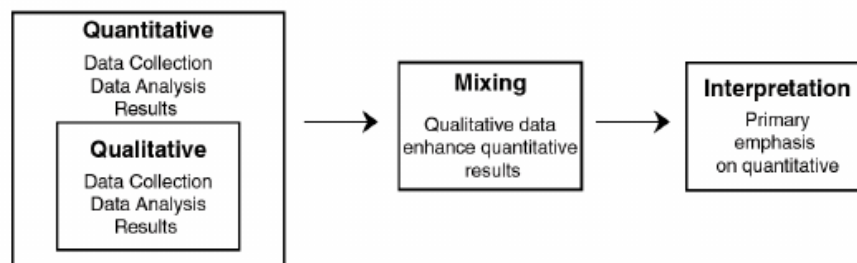 Quantitative
Data Collection
Data Analysis
Results
Qualitative
Data Collection
Data Analysis
Results
Mixing
Qualitative data
enhance quantitative
results
Interpretation
Primary
emphasis
on quantitative